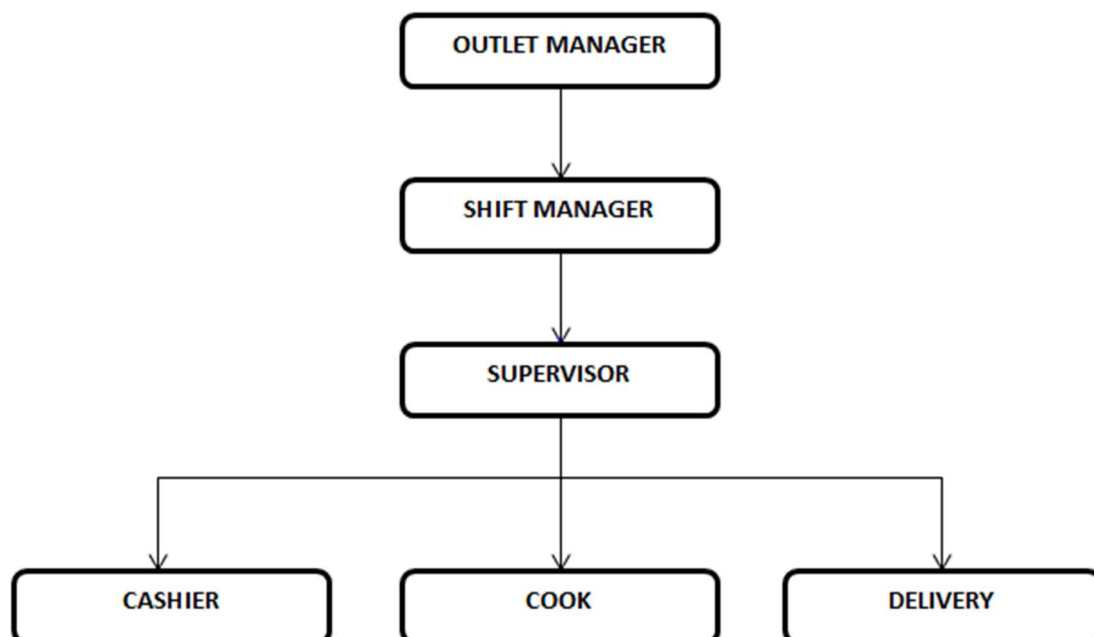 OUTLET MANAGER
SHIFT MANAGER
SUPERVISOR
CASHIER
COOK
DELIVERY